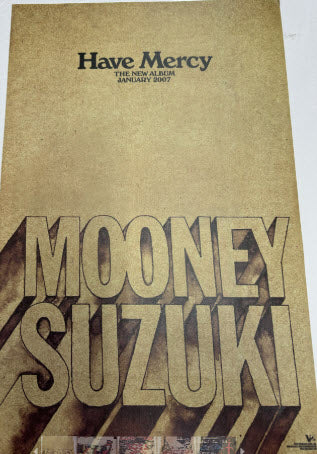 Have Mercy
THE NEW ALBUM
JANUARY 2007
MOONEY
SUZUKI